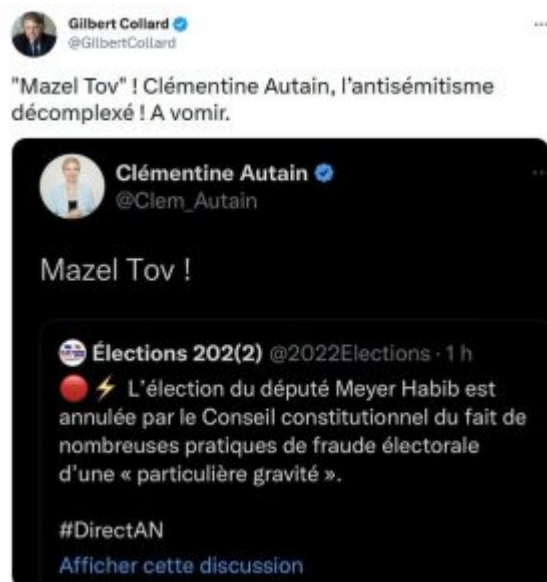 Gilbert Collard
@GilbertCollard
"Mazel Tov" ! Clémentine Autain, l’antisémitisme
décomplexé ! A vomir.
Clémentine Autain
@Clem_Autain
Mazel Tov !
Élections 202(2) @2022Elections · 1 h
L’élection du député Meyer Habib est
annulée par le Conseil constitutionnel du fait de
nombreuses pratiques de fraude électorale
d’une « particulière gravité ».
#DirectAN
Afficher cette discussion